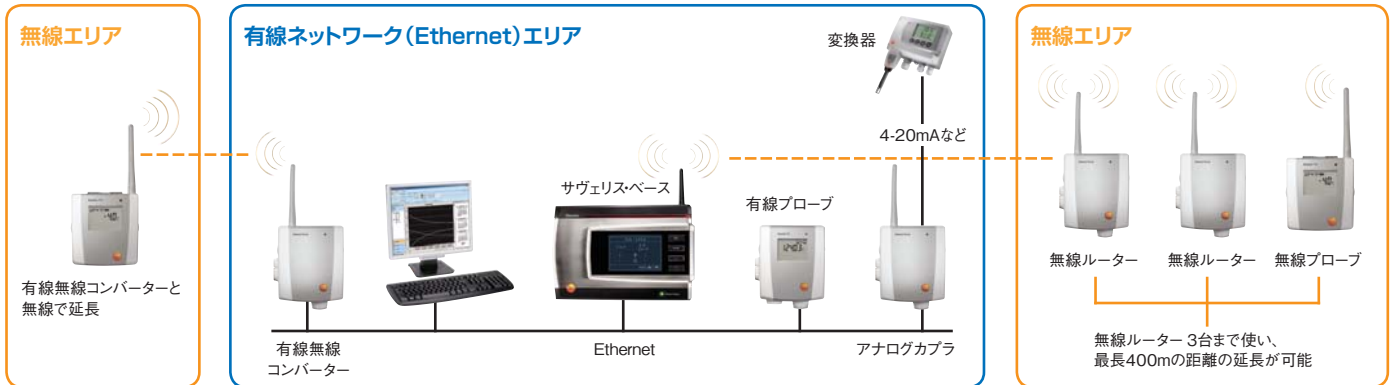 無線エリア
有線無線コンバーターと
無線で延長
有線ネットワーク(Ethernet)エリア
変換器
4-20mAなど
サヴェリス・ベース
有線プローブ
有線無線
コンバーター
Ethernet
アナログカプラ
無線エリア
無線ルーター
無線ルーター
無線プローブ
無線ルーター 3台まで使い、
最長400mの距離の延長が可能